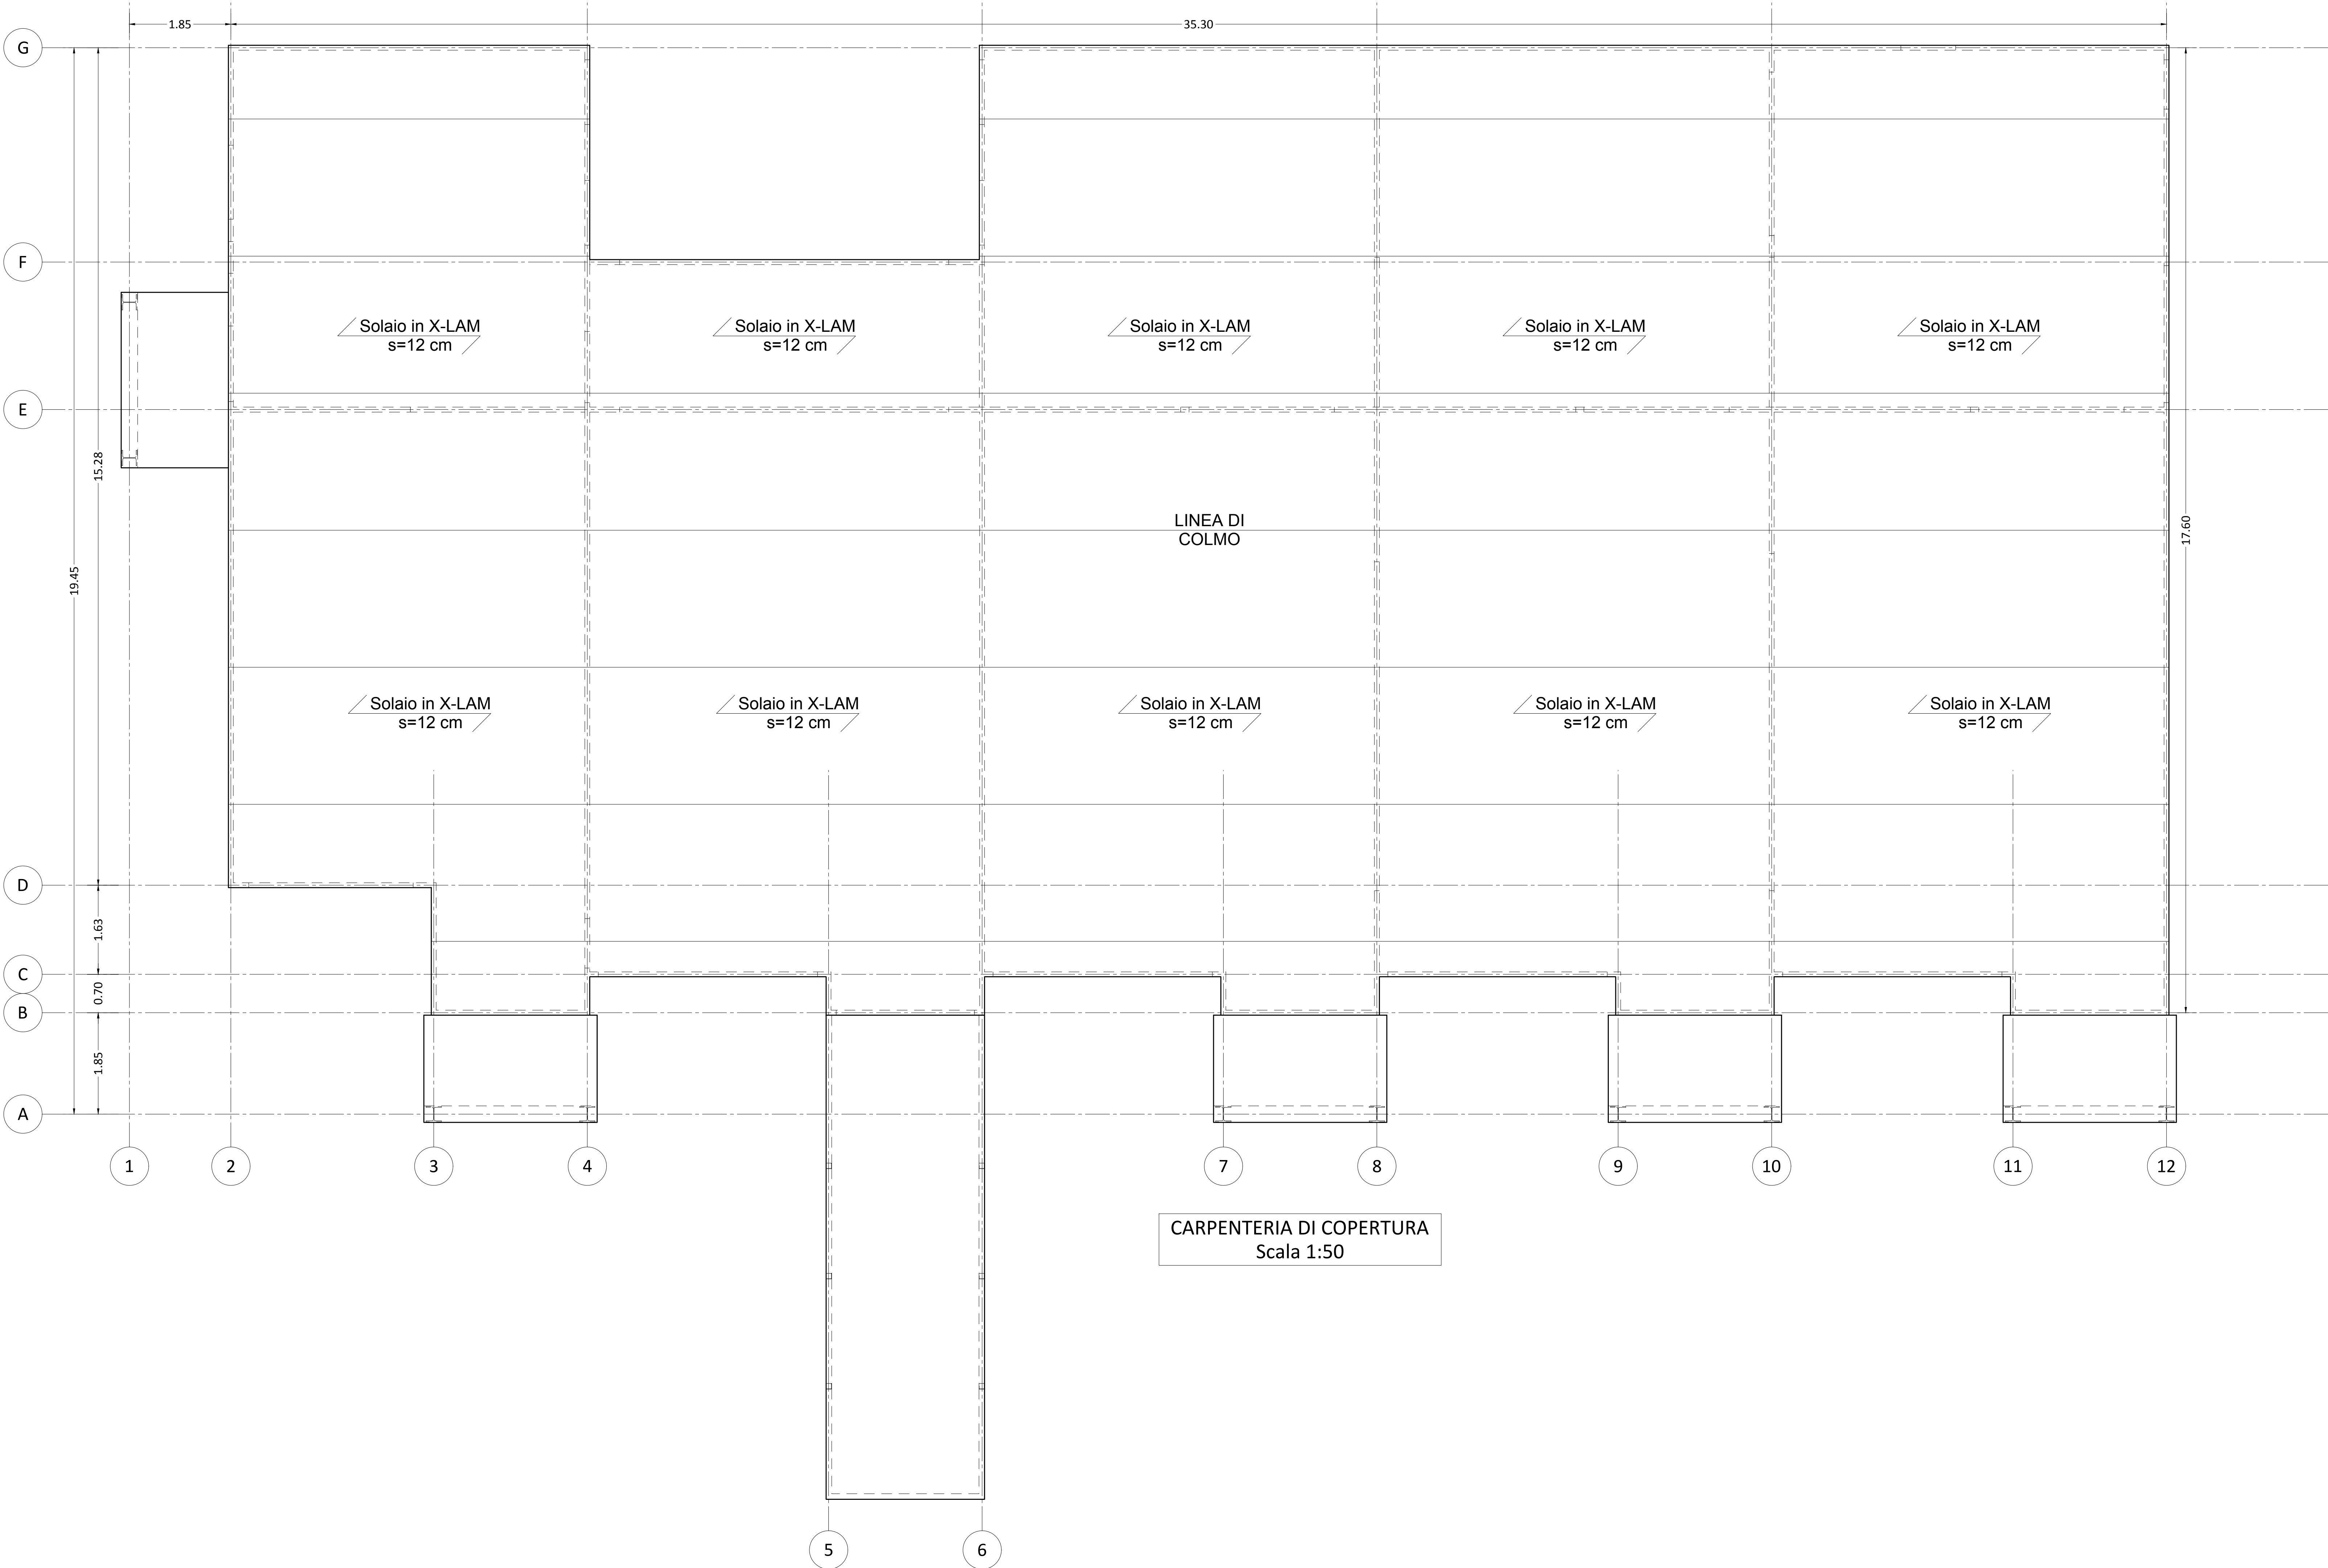 1.85
35.30
G
F
Solaio in X-LAM
s=12 cm
Solaio in X-LAM
s=12 cm
Solaio in X-LAM
s=12 cm
Solaio in X-LAM
s=12 cm
Solaio in X-LAM
s=12 cm
E
15.28
19.45
LINEA DI
COLMO
17.60
Solaio in X-LAM
s=12 cm
Solaio in X-LAM
s=12 cm
Solaio in X-LAM
s=12 cm
Solaio in X-LAM
s=12 cm
Solaio in X-LAM
s=12 cm
D
1.63
C
0.70
B
1.85
A
1
2
3
4
7
8
9
10
11
12
CARPENTERIA DI COPERTURA
Scala 1:50
5
6